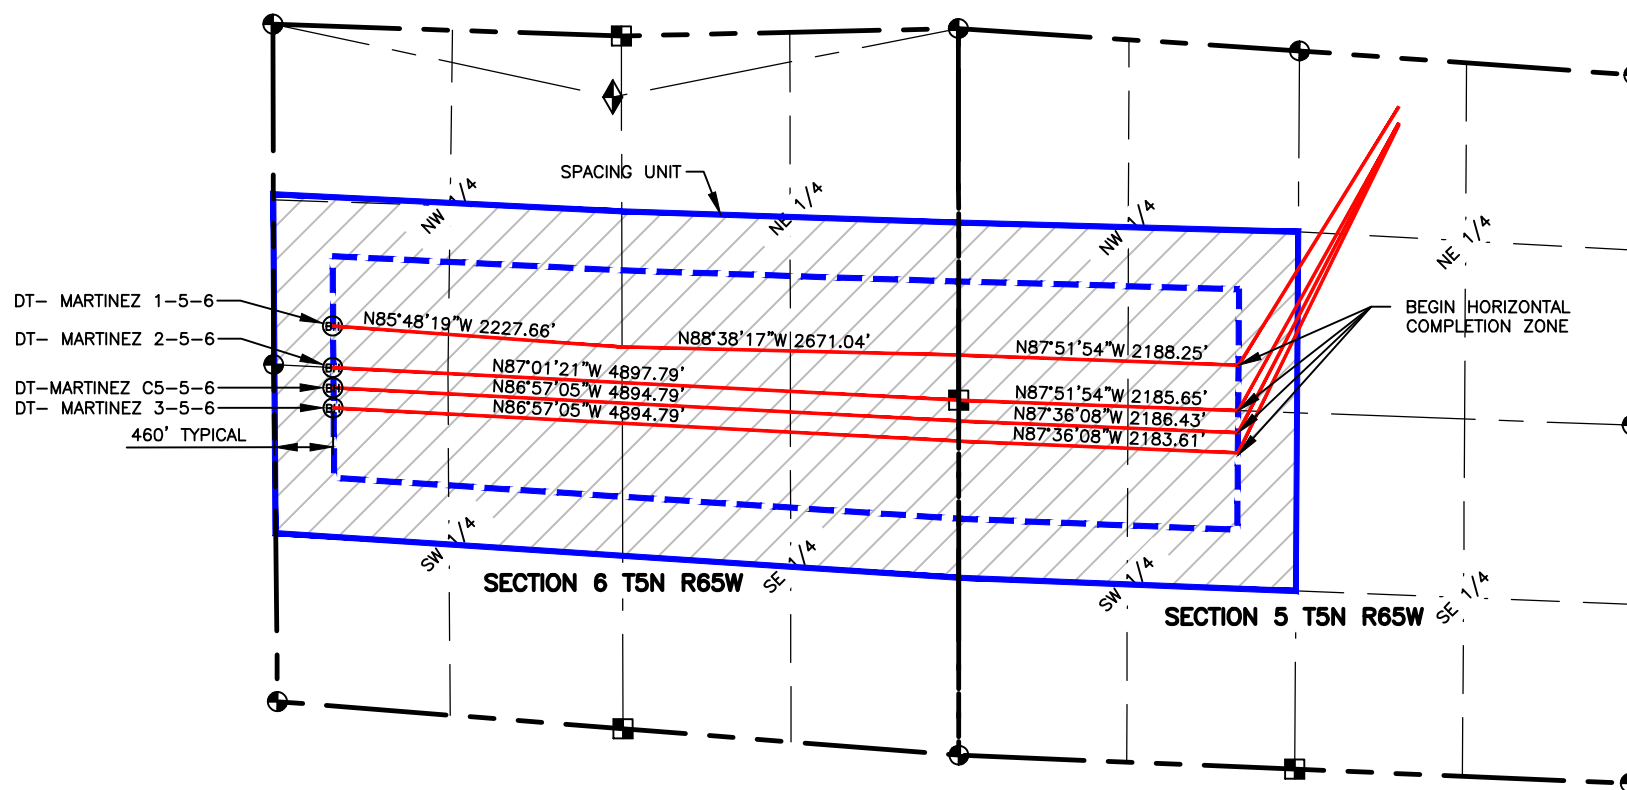 SPACING UNIT
NW 1/4
NE 1/4
NW 1/4
NE 1/4
DT- MARTINEZ 1-5-6
DT- MARTINEZ 2-5-6
DT-MARTINEZ C5-5-6
DT- MARTINEZ 3-5-6
460' TYPICAL
N85°48'19"W 2227.66'
N88°38'17"W 2671.04'
N87°51'54"W 2188.25'
BEGIN HORIZONTAL
COMPLETION ZONE
N87°01'21"W 4897.79'
N86°57'05"W 4894.79'
N86°57'05"W 4894.79'
N87°51'54"W 2185.65'
N87°36'08"W 2186.43'
N87°36'08"W 2183.61'
SW 1/4
SE 1/4
SW 1/4
SE 1/4
SECTION 6 T5N R65W
SECTION 5 T5N R65W